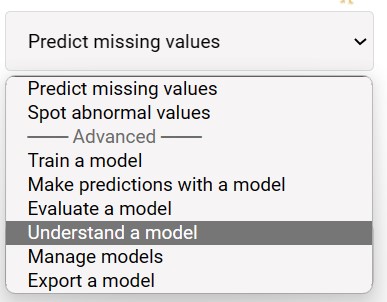 Predict missing values
Predict missing values
Spot abnormal values
—— Advanced ——
Train a model
Make predictions with a model
Evaluate a model
Understand a model
Manage models
Export a model